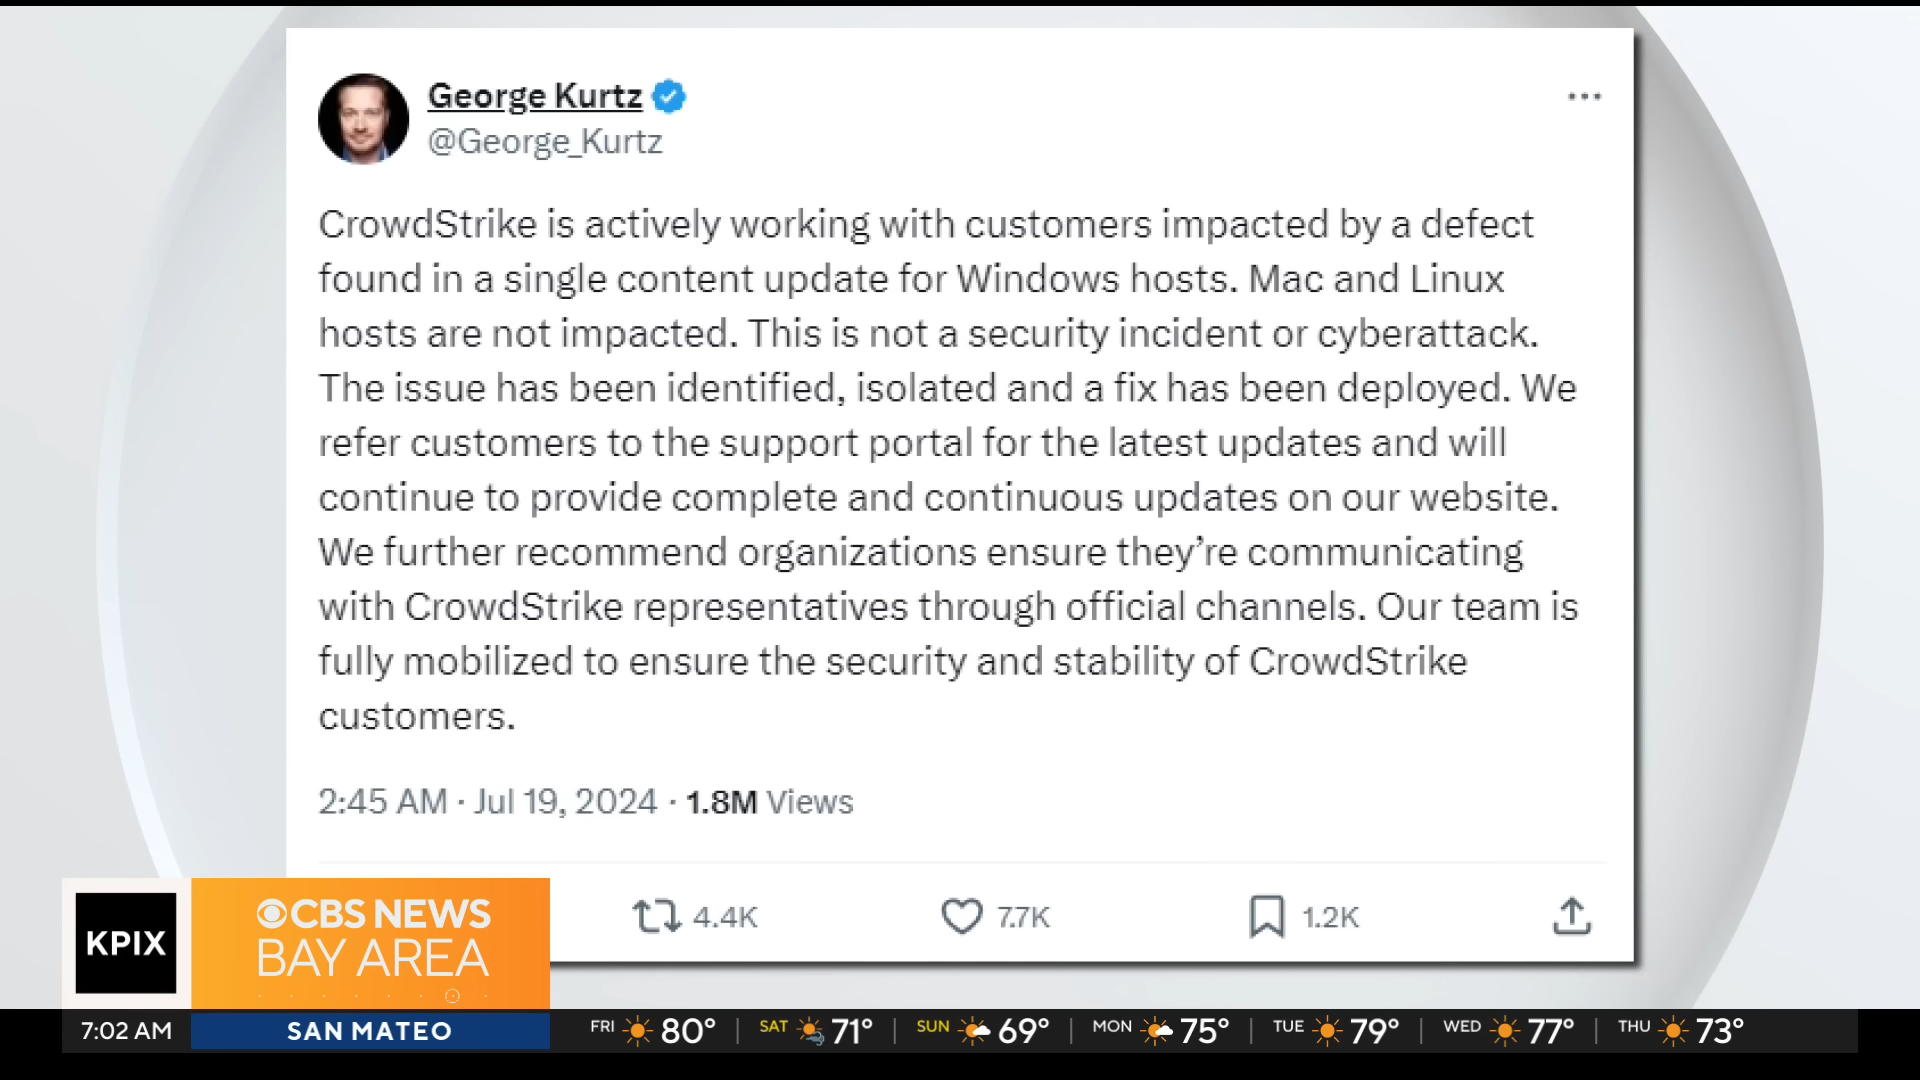 George Kurtz
@George_Kurtz
CrowdStrike is actively working with customers impacted by a defect
found in a single content update for Windows hosts. Mac and Linux
hosts are not impacted. This is not a security incident or cyberattack.
The issue has been identified, isolated and a fix has been deployed. We
refer customers to the support portal for the latest updates and will
continue to provide complete and continuous updates on our website.
We further recommend organizations ensure they’re communicating
with CrowdStrike representatives through official channels. Our team is
fully mobilized to ensure the security and stability of CrowdStrike
customers.
2:45 AM · Jul 19, 2024 · 1.8M Views
4.4K 7.7K 1.2K
KPIX
CBS NEWS
BAY AREA
7:02 AM SAN MATEO FRI 80° | SAT 71° | SUN 69° | MON 75° | TUE 79° | WED 77° | THU 73°